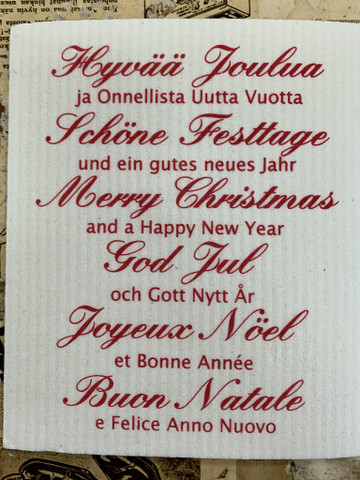 Hyvää Joulua
ja Onnellista Uutta Vuotta
Schöne Festtage
und ein gutes neues Jahr
Merry Christmas
and a Happy New Year
God Jul
och Gott Nytt År
Joyeux Nöel
et Bonne Année
Buon Natale
e Felice Anno Nuovo